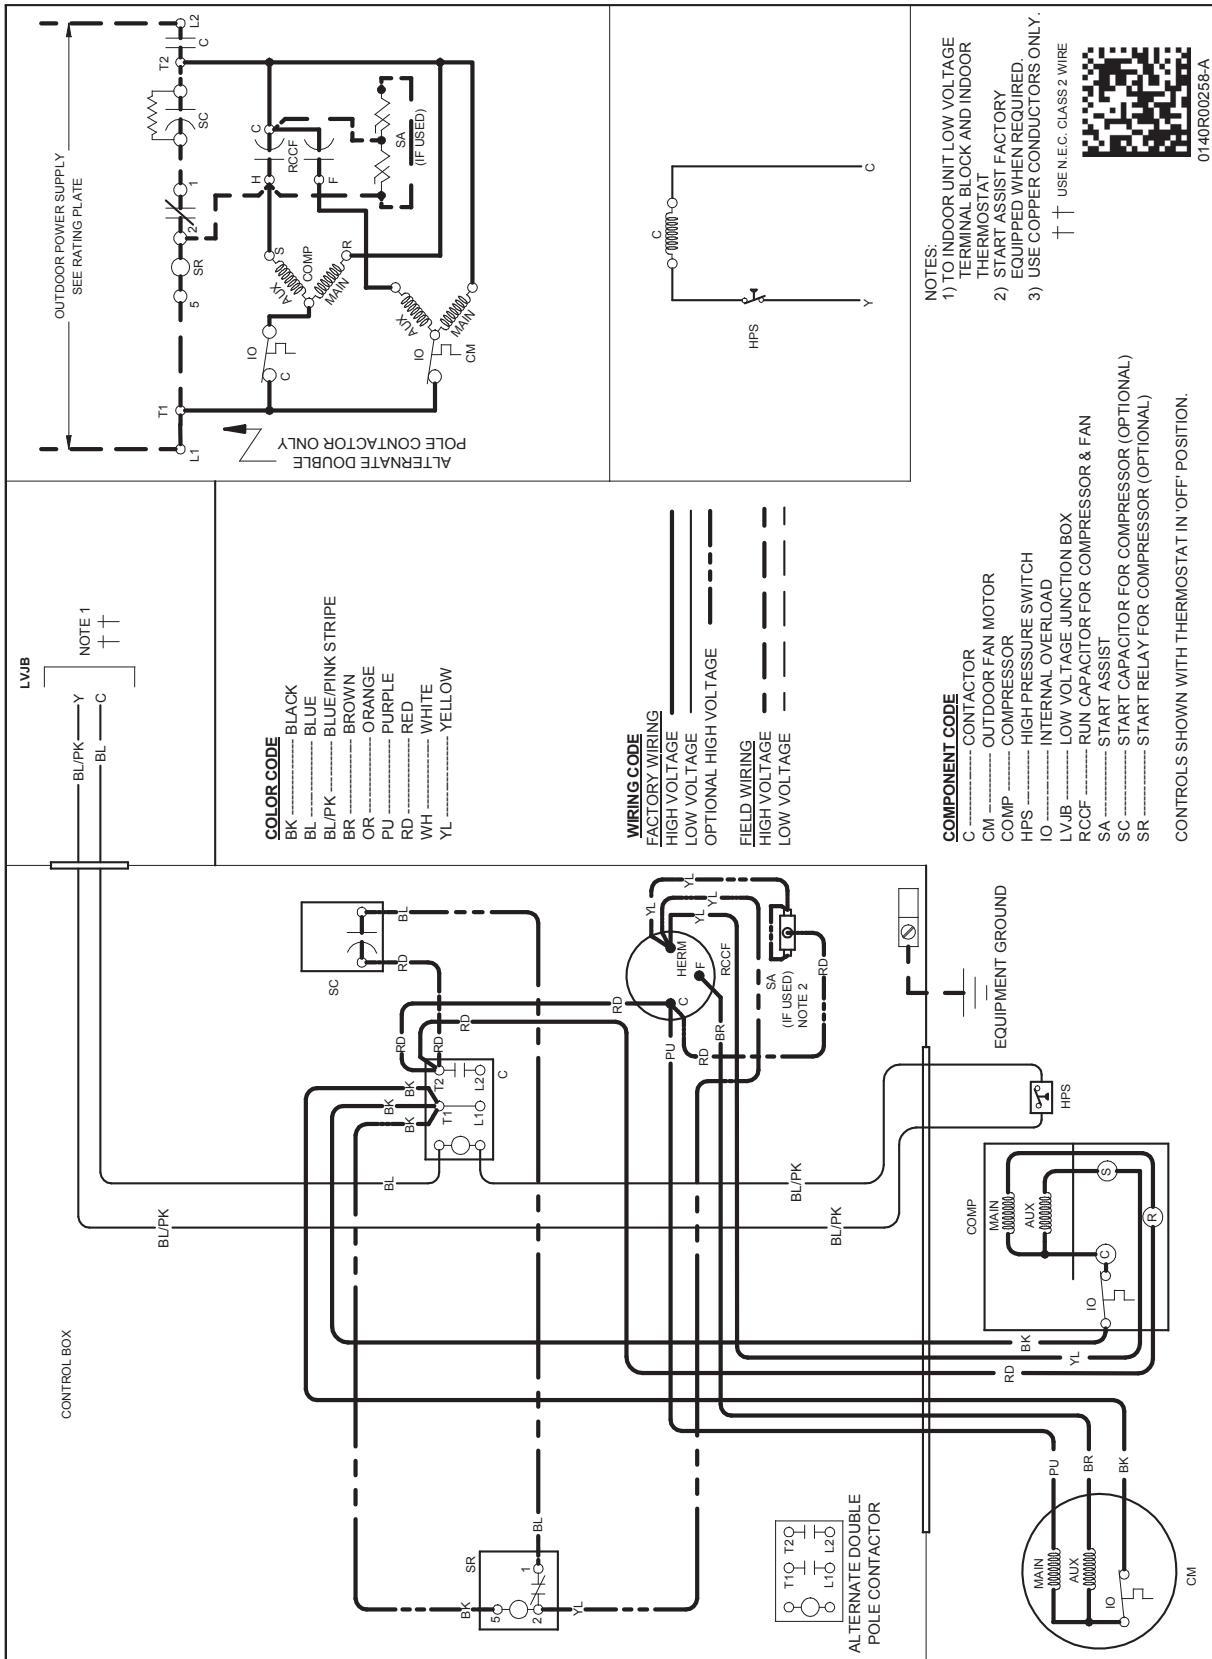 CONTROL BOX
LVJB
BL/PK
Y
BL
C
NOTE 1
BL/PK
BL
BL/PK
BL/PK
SC
RD
BL
RD
RD
RD
RD
BK
BK
BK
T2
T1
L2
L1
C
SR
BK
5
2
1
BL
YL
HERM
F
C
RCCF
YL
YL
YL
YL
RD
PU
BR
RD
RD
SA
(IF USED)
NOTE 2
EQUIPMENT GROUND
HPS
COMP
MAIN
AUX
S
R
C
IO
BK
YL
RD
PU
BR
BK
MAIN
AUX
IO
CM
T1
T2
L1
L2
ALTERNATE DOUBLE
POLE CONTACTOR
COLOR CODE
BK ---------- BLACK
BL ---------- BLUE
BL/PK -------- BLUE/PINK STRIPE
BR ---------- BROWN
OR ---------- ORANGE
PU ---------- PURPLE
RD ---------- RED
WH ---------- WHITE
YL ---------- YELLOW
WIRING CODE
FACTORY WIRING
HIGH VOLTAGE
LOW VOLTAGE
OPTIONAL HIGH VOLTAGE
FIELD WIRING
HIGH VOLTAGE
LOW VOLTAGE
COMPONENT CODE
C ---------- CONTACTOR
CM ---------- OUTDOOR FAN MOTOR
COMP -------- COMPRESSOR
HPS ---------- HIGH PRESSURE SWITCH
IO ---------- INTERNAL OVERLOAD
LVJB -------- LOW VOLTAGE JUNCTION BOX
RCCF -------- RUN CAPACITOR FOR COMPRESSOR & FAN
SA ---------- START ASSIST
SC ---------- START CAPACITOR FOR COMPRESSOR (OPTIONAL)
SR ---------- START RELAY FOR COMPRESSOR (OPTIONAL)
CONTROLS SHOWN WITH THERMOSTAT IN 'OFF' POSITION.
OUTDOOR POWER SUPPLY
SEE RATING PLATE
L1
T1
5
SR
2
1
SC
T2
C
L2
ALTERNATE DOUBLE
POLE CONTACTOR ONLY
IO
C
AUX
S
COMP
MAIN
R
H
C
RCCF
F
SA
(IF USED)
IO
AUX
MAIN
CM
C
HPS
Y
C
NOTES:
1) TO INDOOR UNIT LOW VOLTAGE
TERMINAL BLOCK AND INDOOR
THERMOSTAT
2) START ASSIST FACTORY
EQUIPPED WHEN REQUIRED.
3) USE COPPER CONDUCTORS ONLY.
USE N.E.C. CLASS 2 WIRE
0140R00258-A